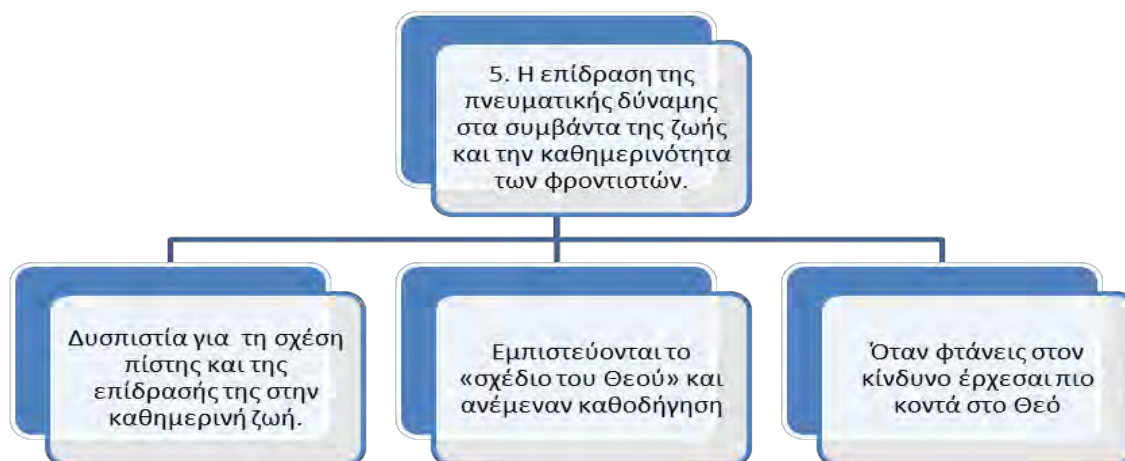 5. Η επίδραση της
πνευματικής δύναμης
στα συμβάντα της ζωής
και την καθημερινότητα
των φροντιστών.
Δυσπιστία για τη σχέση
πίστης και της
επίδρασής της στην
καθημερινή ζωή.
Εμπιστεύονται το
«σχέδιο του Θεού» και
ανέμεναν καθοδήγηση
Όταν φτάνεις στον
κίνδυνο έρχεσαι πιο
κοντά στο Θεό